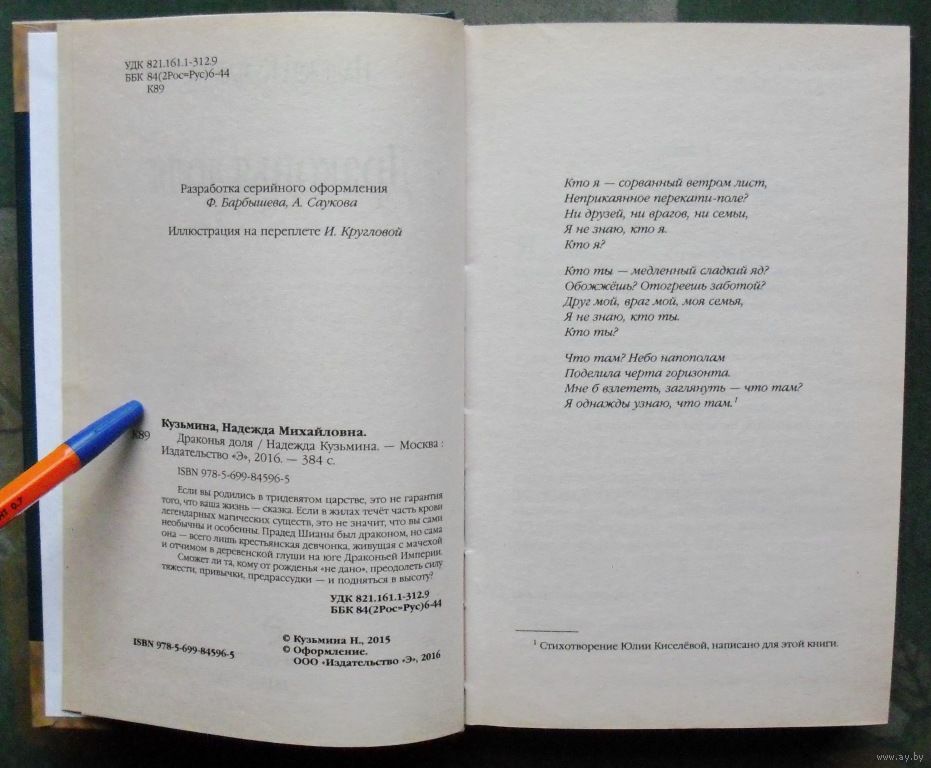 УДК 821.161.1-312.9
ББК 84(2Рос=Рус)6-44
К89
Разработка серийного оформления
Ф. Барбышева, А. Саукова
Иллюстрация на переплете И. Кругловой
Кузьмина, Надежда Михайловна.
К89
Драконья доля / Надежда Кузьмина. — Москва :
Издательство «Э», 2016. — 384 с.
ISBN 978-5-699-84596-5
Если вы родились в тридевятом царстве, это не гарантия
того, что ваша жизнь — сказка. Если в жилах течёт часть крови
легендарных магических существ, это не значит, что вы сами
необычны и особенны. Прадед Шианы был драконом, но сама
она — всего лишь крестьянская девчонка, живущая с мачехой
и отчимом в деревенской глуши на юге Драконьей Империи.
Сможет ли та, кому от рожденья «не дано», преодолеть силу
тяжести, привычки, предрассудки — и подняться в высоту?
УДК 821.161.1-312.9
ББК 84(2Рос=Рус)6-44
ISBN 978-5-699-84596-5
© Кузьмина Н., 2015
© Оформление.
ООО «Издательство «Э», 2016
Кто я — сорванный ветром лист,
Неприкаянное перекати-поле?
Ни друзей, ни врагов, ни семьи,
Я не знаю, кто я.
Кто я?
Кто ты — медленный сладкий яд?
Обожжёшь? Отогреешь заботой?
Друг мой, враг мой, моя семья,
Я не знаю, кто ты.
Кто ты?
Что там? Небо напополам
Поделила черта горизонта.
Мне б взлететь, заглянуть — что там?
Я однажды узнаю, что там.¹
¹ Стихотворение Юлии Киселёвой, написано для этой книги.
0.7
www.ay.by